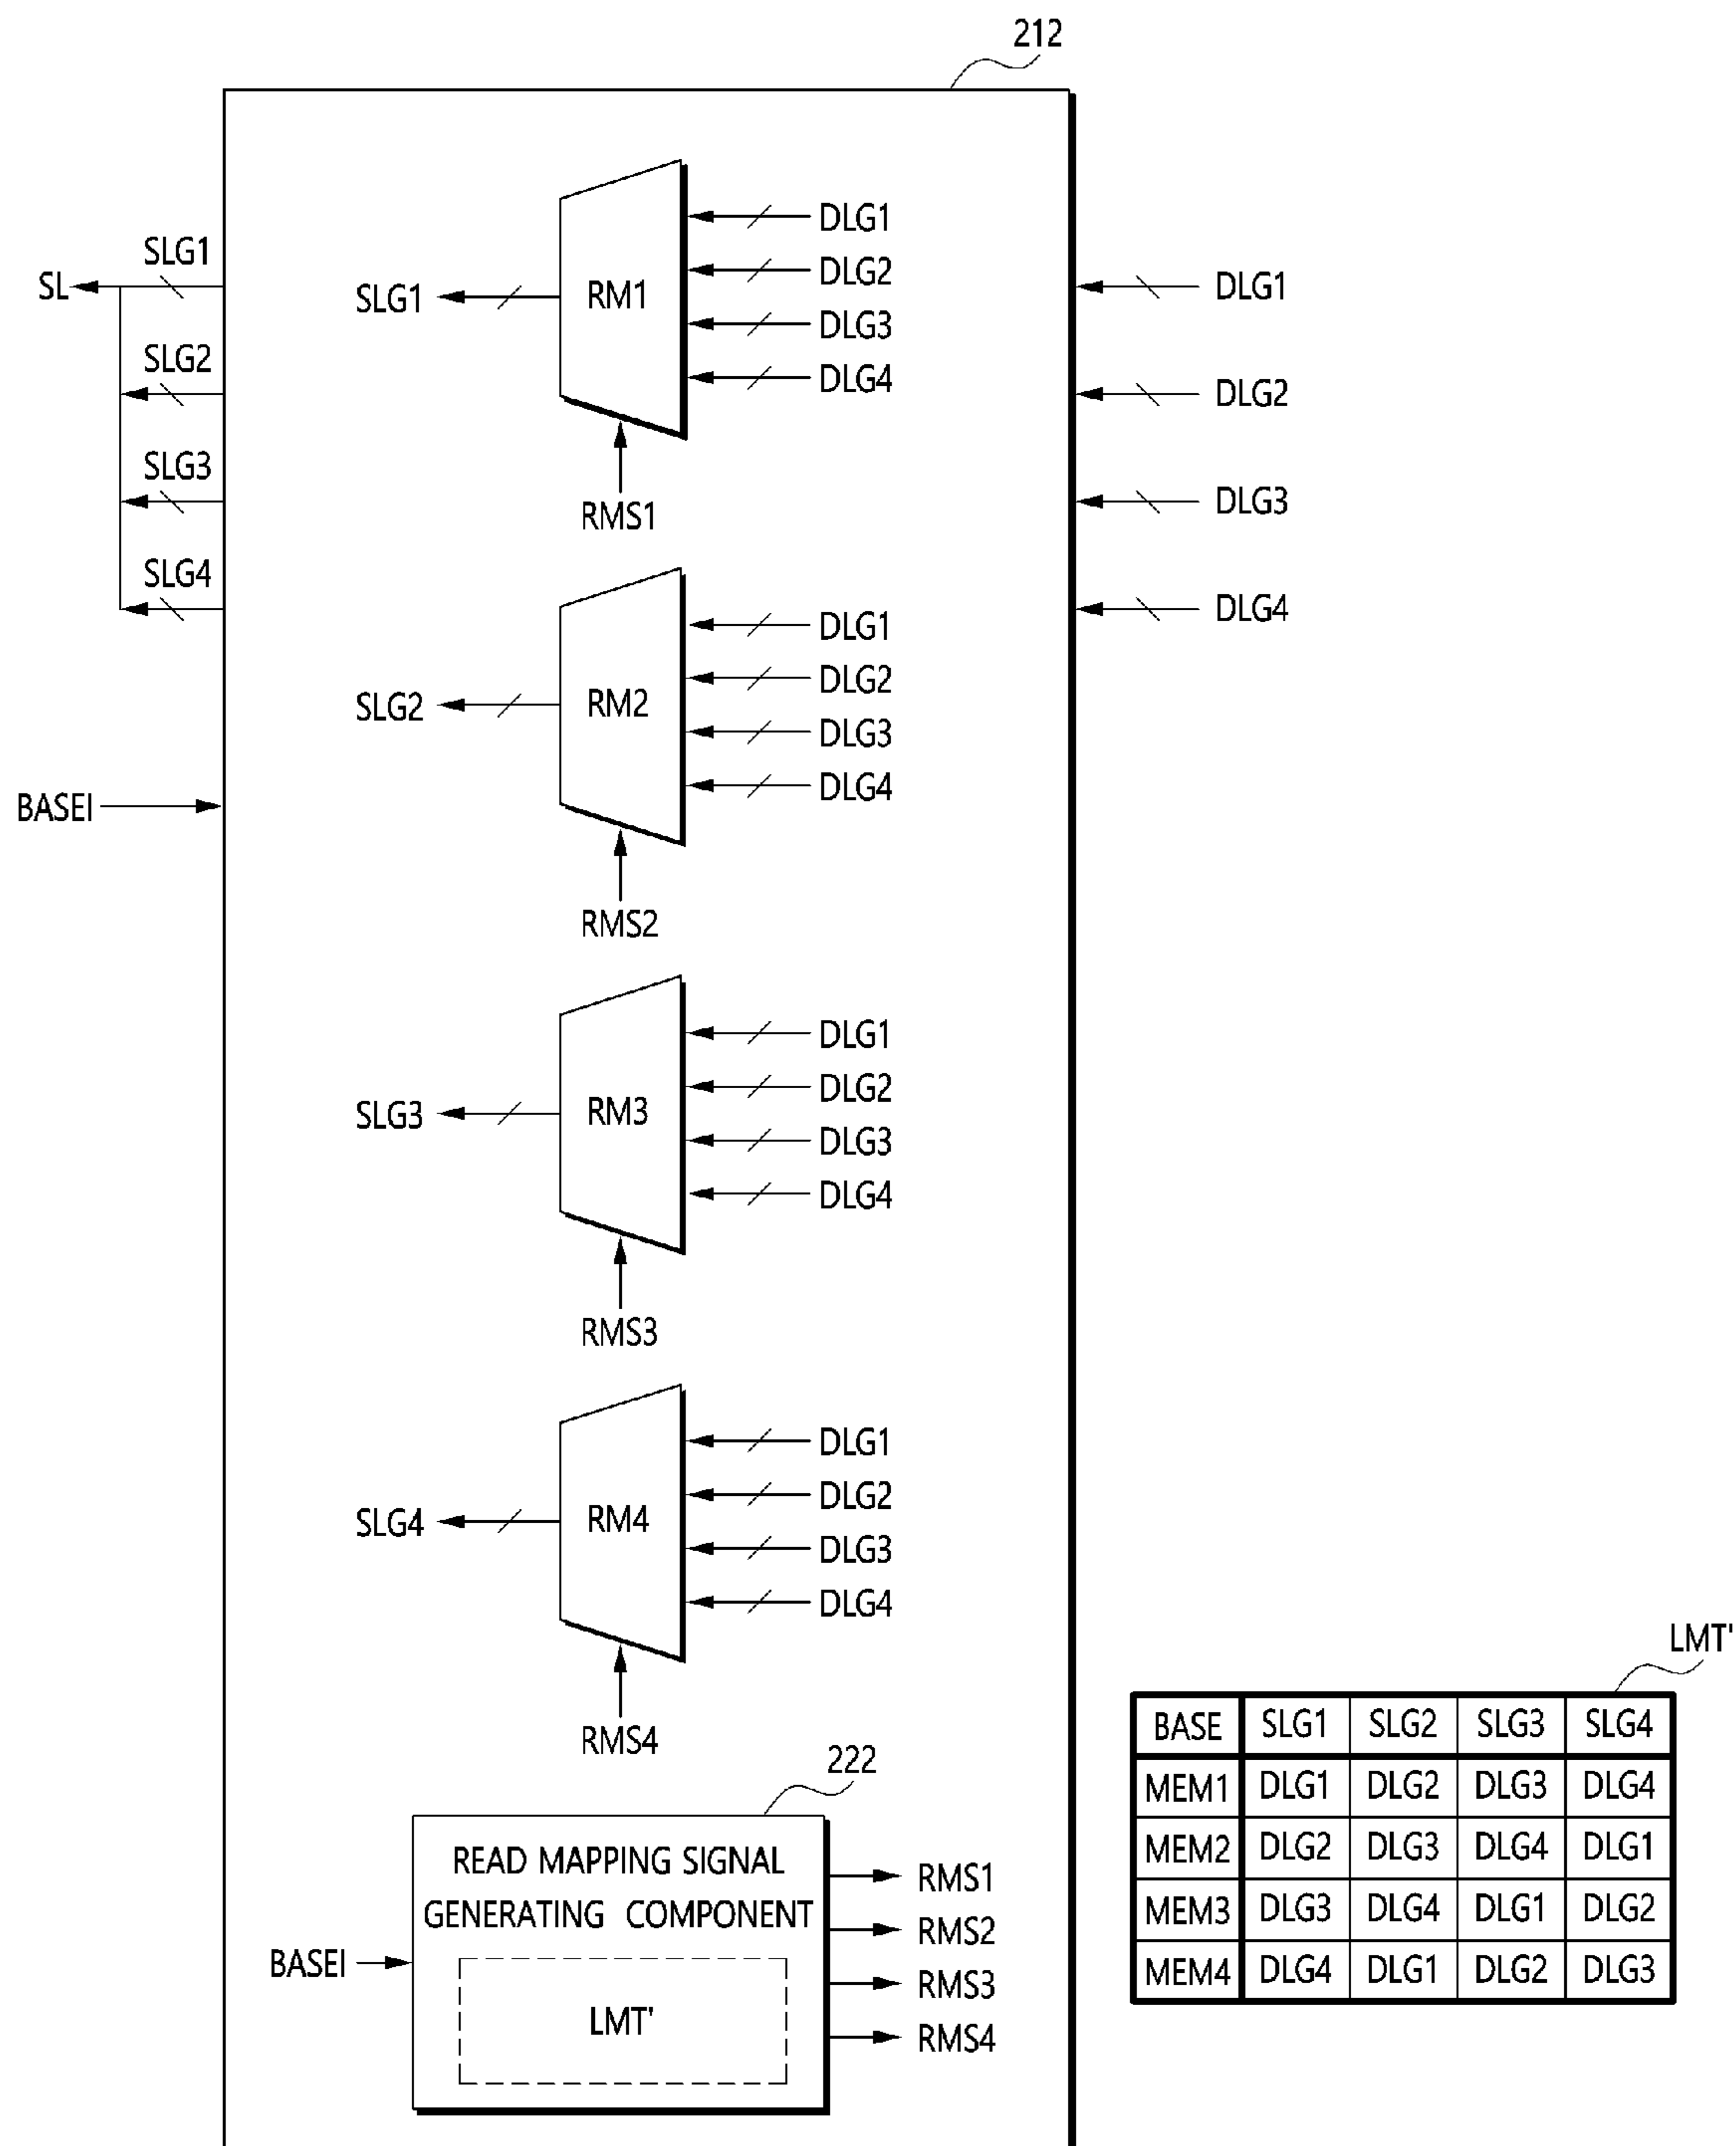 212
SL
SLG1
SLG2
SLG3
SLG4
BASEI
SLG1
RM1
DLG1
DLG2
DLG3
DLG4
RMS1
SLG2
RM2
DLG1
DLG2
DLG3
DLG4
RMS2
SLG3
RM3
DLG1
DLG2
DLG3
DLG4
RMS3
SLG4
RM4
DLG1
DLG2
DLG3
DLG4
RMS4
DLG1
DLG2
DLG3
DLG4
222
READ MAPPING SIGNAL
GENERATING COMPONENT
LMT'
BASEI
RMS1
RMS2
RMS3
RMS4
LMT'
BASE SLG1 SLG2 SLG3 SLG4
MEM1 DLG1 DLG2 DLG3 DLG4
MEM2 DLG2 DLG3 DLG4 DLG1
MEM3 DLG3 DLG4 DLG1 DLG2
MEM4 DLG4 DLG1 DLG2 DLG3